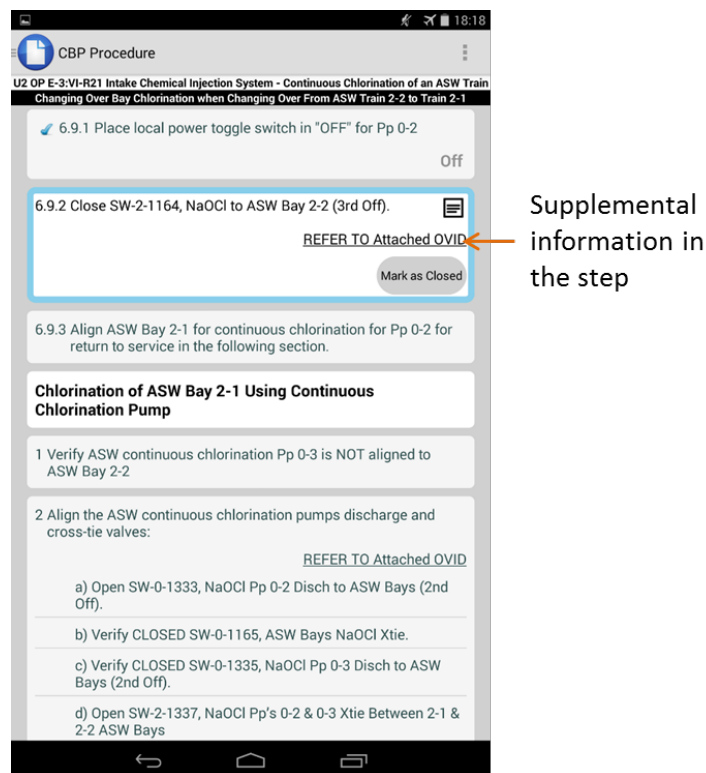 18:18
CBP Procedure
U2 OP E-3:VI-R21 Intake Chemical Injection System - Continuous Chlorination of an ASW Train
Changing Over Bay Chlorination when Changing Over From ASW Train 2-2 to Train 2-1
6.9.1 Place local power toggle switch in "OFF" for Pp 0-2
Off
6.9.2 Close SW-2-1164, NaOCl to ASW Bay 2-2 (3rd Off).
REFER TO Attached OVID
Mark as Closed
Supplemental
information in
the step
6.9.3 Align ASW Bay 2-1 for continuous chlorination for Pp 0-2 for
return to service in the following section.
Chlorination of ASW Bay 2-1 Using Continuous
Chlorination Pump
1 Verify ASW continuous chlorination Pp 0-3 is NOT aligned to
ASW Bay 2-2
2 Align the ASW continuous chlorination pumps discharge and
cross-tie valves:
REFER TO Attached OVID
a) Open SW-0-1333, NaOCl Pp 0-2 Disch to ASW Bays (2nd
Off).
b) Verify CLOSED SW-0-1165, ASW Bays NaOCl Xtie.
c) Verify CLOSED SW-0-1335, NaOCl Pp 0-3 Disch to ASW
Bays (2nd Off).
d) Open SW-2-1337, NaOCl Pp's 0-2 & 0-3 Xtie Between 2-1 &
2-2 ASW Bays